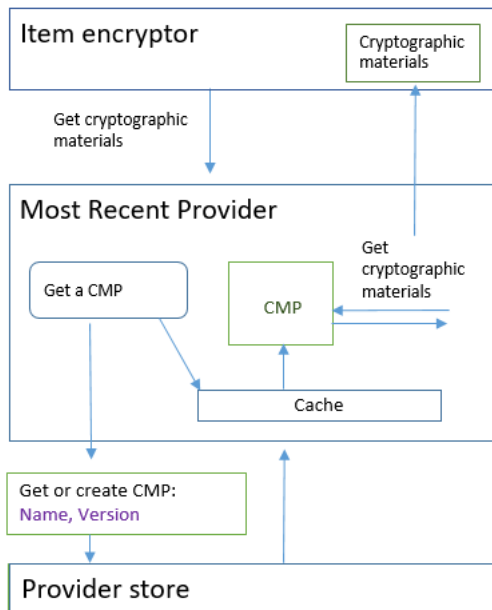 Item encryptor
Cryptographic
materials
Get cryptographic
materials
Most Recent Provider
Get
cryptographic
materials
Get a CMP
CMP
Cache
Get or create CMP:
Name, Version
Provider store